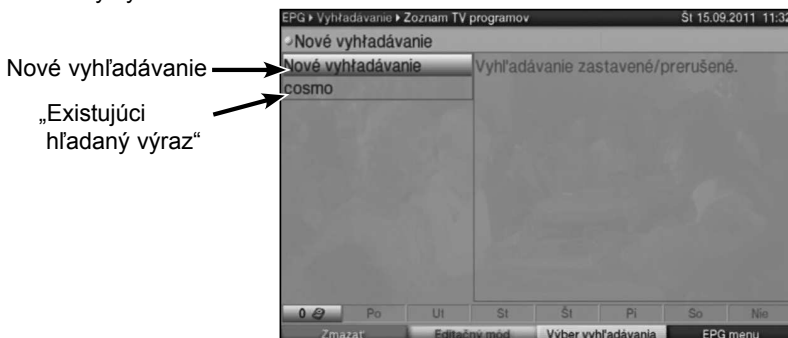 EPG Vyhľadávanie Zoznam TV programov Št 15.09.2011 11:32
Nové vyhľadávanie
Nové vyhľadávanie
Nové vyhľadávanie
Vyhľadávanie zastavené/prerušené.
cosmo
„Existujúci
hľadaný výraz“
0 Po Ut St Št Pi So Nie
Zmazať Editačný mód Výber vyhľadávania EPG menu